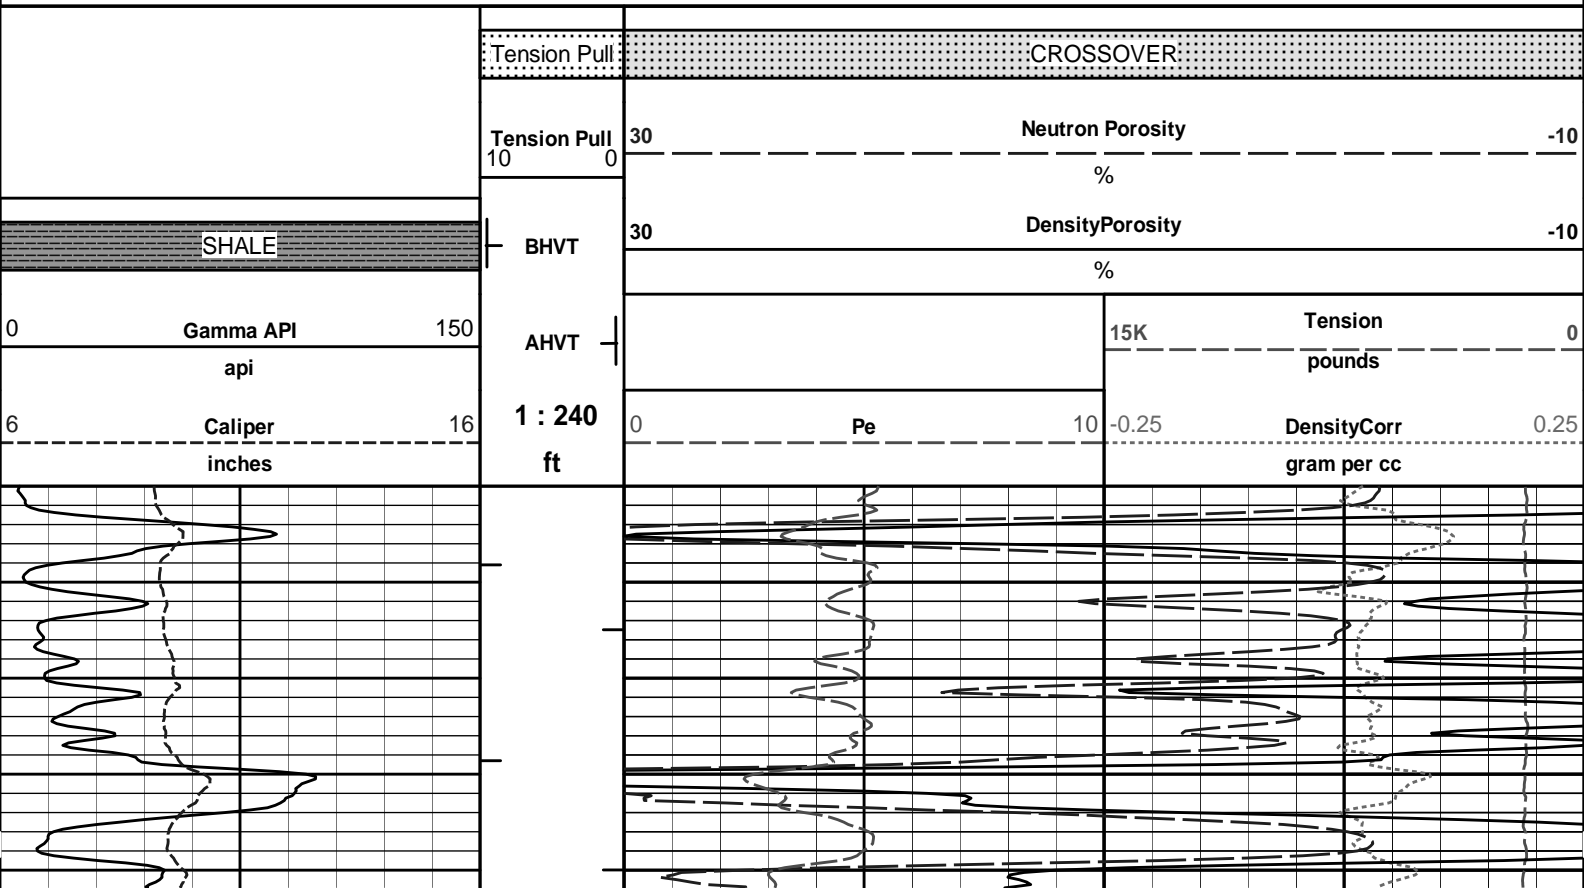 Tension Pull CROSSOVER
Tension Pull
10 0
30 Neutron Porosity -10
%
SHALE
BHVT
30 DensityPorosity -10
%
0 Gamma API 150
api
AHVT
15K Tension 0
pounds
6 Caliper 16
inches
1 : 240
ft
0 Pe 10
-0.25 DensityCorr 0.25
gram per cc